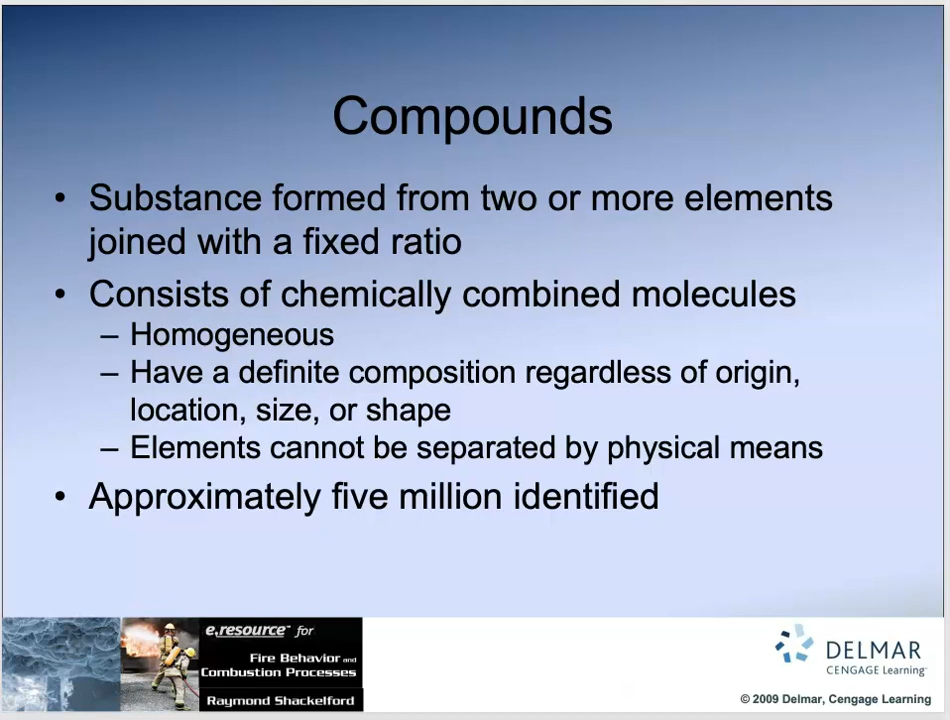 Compounds
• Substance formed from two or more elements
joined with a fixed ratio
• Consists of chemically combined molecules
– Homogeneous
– Have a definite composition regardless of origin,
location, size, or shape
– Elements cannot be separated by physical means
• Approximately five million identified
e.resource™ for
Fire Behavior and
Combustion Processes
Raymond Shackelford
DELMAR
CENGAGE Learning™
© 2009 Delmar, Cengage Learning